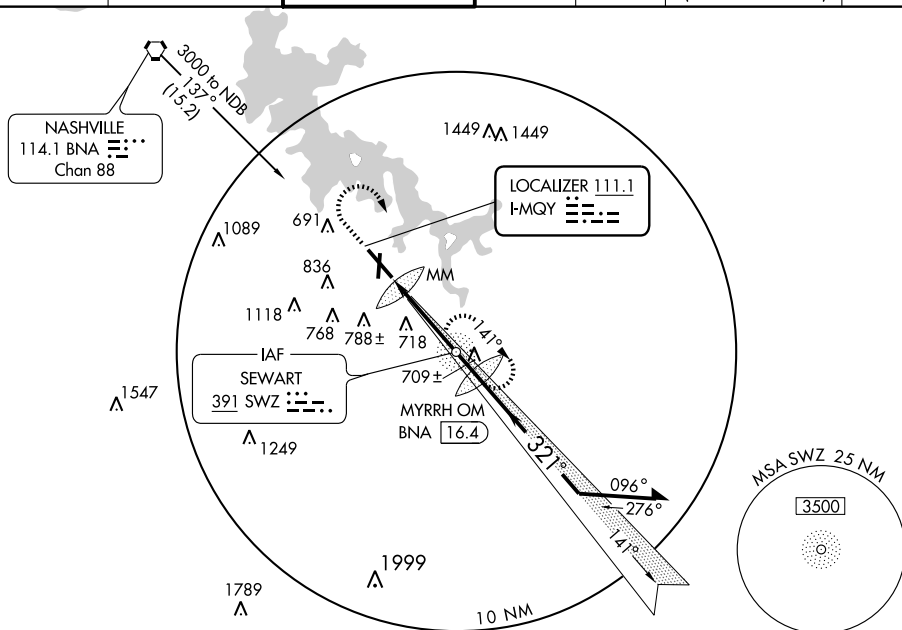 3000 to NDB
137°
(15.2)
NASHVILLE
114.1 BNA
Chan 88
1449
1449
LOCALIZER 111.1
I-MQY
1089
691
836
MM
1118
768
788±
718
141°
IAF
SEWART
391 SWZ
709±
1547
MYRRH OM
BNA 16.4
1249
321°
096°
276°
141°
MSA SWZ 25 NM
3500
1999
1789
10 NM